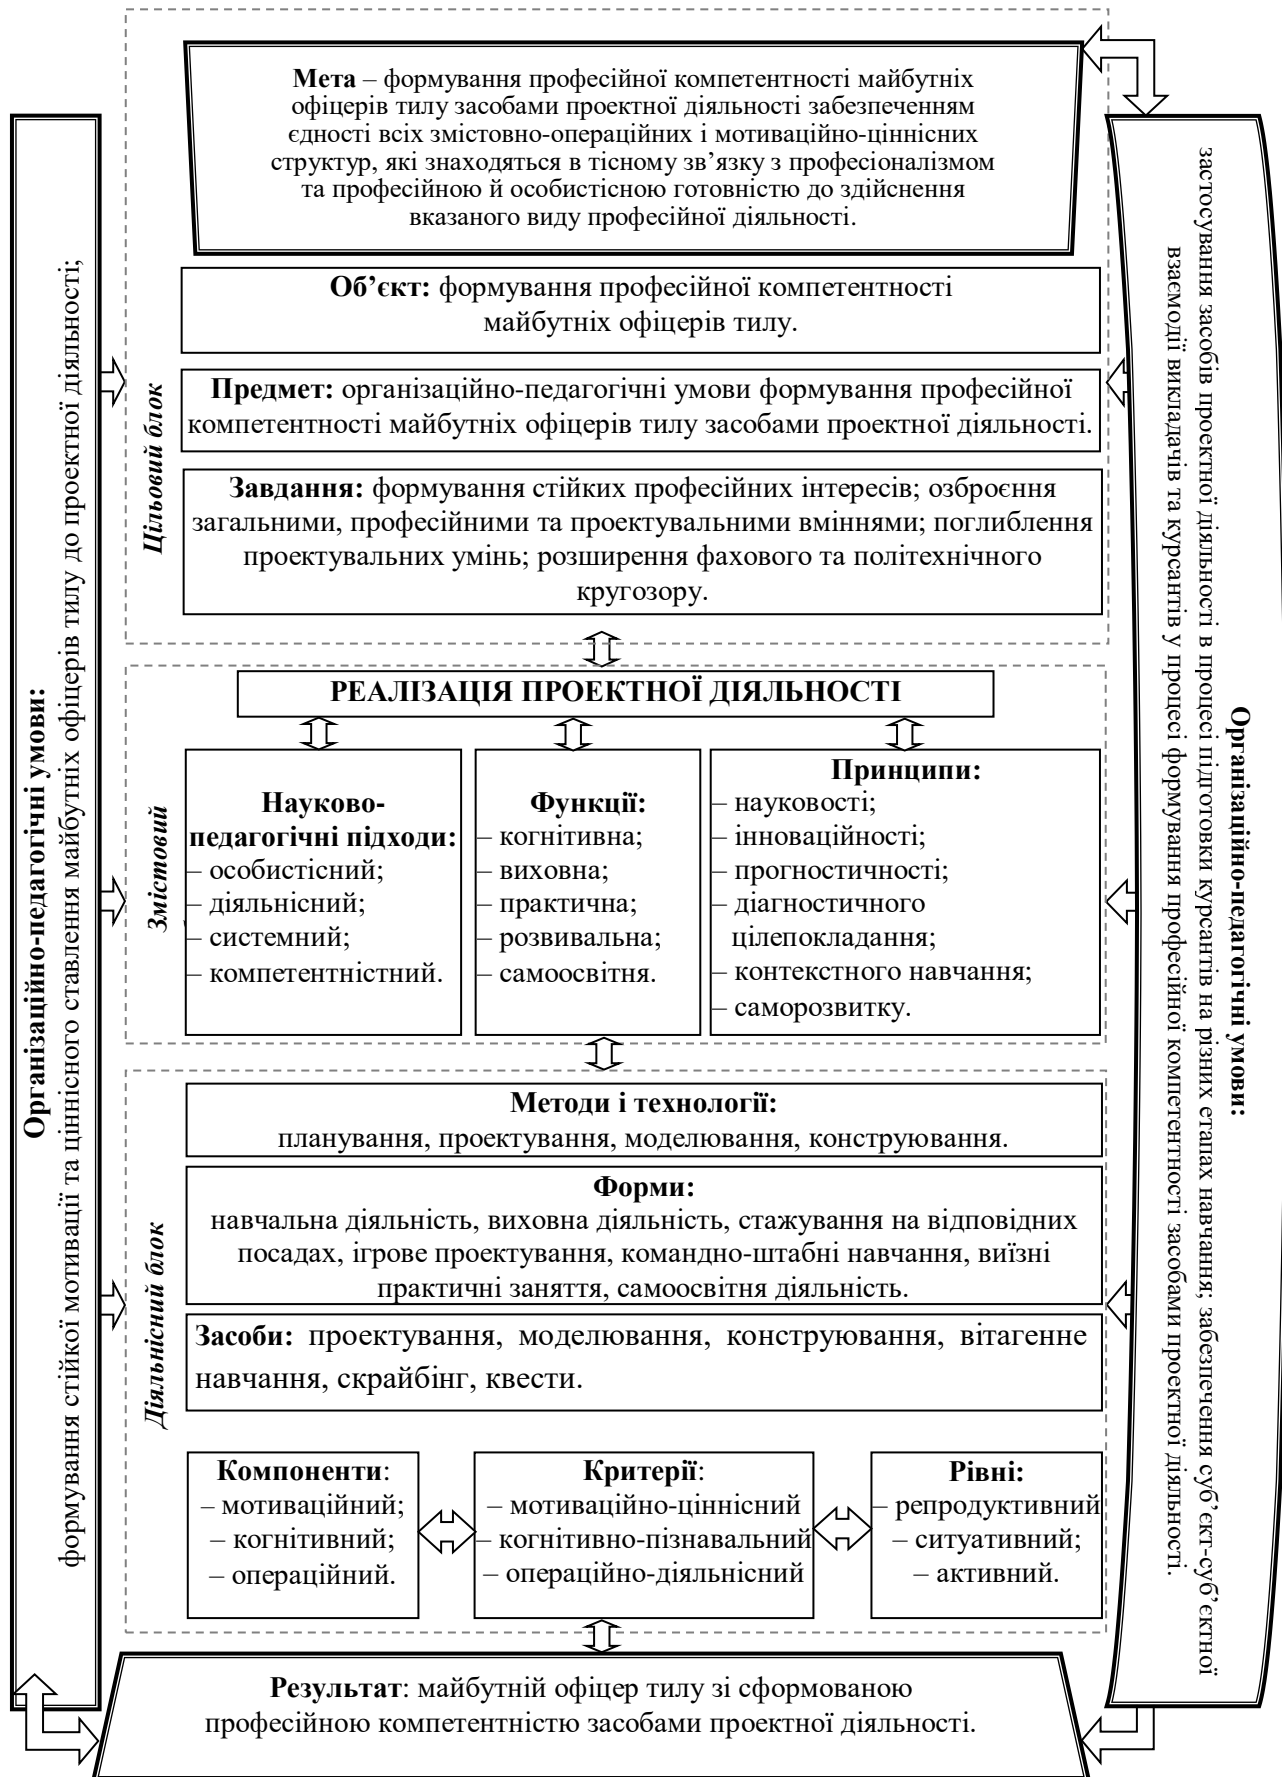 Мета – формування професійної компетентності майбутніх
офіцерів тилу засобами проектної діяльності забезпеченням
єдності всіх змістовно-операційних і мотиваційно-ціннісних
структур, які знаходяться в тісному зв’язку з професіоналізмом
та професійною й особистісною готовністю до здійснення
вказаного виду професійної діяльності.
Організаційно-педагогічні умови:
формування стійкої мотивації та ціннісного ставлення майбутніх офіцерів тилу до проектної діяльності;
Цільовий блок
Об’єкт: формування професійної компетентності
майбутніх офіцерів тилу.
Предмет: організаційно-педагогічні умови формування професійної
компетентності майбутніх офіцерів тилу засобами проектної діяльності.
Завдання: формування стійких професійних інтересів; озброєння
загальними, професійними та проектувальними вміннями; поглиблення
проектувальних умінь; розширення фахового та політехнічного
кругозору.
Організаційно-педагогічні умови:
застосування засобів проектної діяльності в процесі підготовки курсантів на різних етапах навчання; забезпечення суб’єкт-суб’єктної
взаємодії викладачів та курсантів у процесі формування професійної компетентності засобами проектної діяльності.
РЕАЛІЗАЦІЯ ПРОЕКТНОЇ ДІЯЛЬНОСТІ
Змістовий
Науково-
педагогічні підходи:
– особистісний;
– діяльнісний;
– системний;
– компетентністний.
Функції:
– когнітивна;
– виховна;
– практична;
– розвивальна;
– самоосвітня.
Принципи:
– науковості;
– інноваційності;
– прогностичності;
– діагностичного
цілепокладання;
– контекстного навчання;
– саморозвитку.
Діяльнісний блок
Методи і технології:
планування, проектування, моделювання, конструювання.
Форми:
навчальна діяльність, виховна діяльність, стажування на відповідних
посадах, ігрове проектування, командно-штабні навчання, виїзні
практичні заняття, самоосвітня діяльність.
Засоби: проектування, моделювання, конструювання, вітагенне
навчання, скрайбінг, квести.
Компоненти:
– мотиваційний;
– когнітивний;
– операційний.
Критерії:
– мотиваційно-ціннісний
– когнітивно-пізнавальний
– операційно-діяльнісний
Рівні:
– репродуктивний
– ситуативний;
– активний.
Результат: майбутній офіцер тилу зі сформованою
професійною компетентністю засобами проектної діяльності.